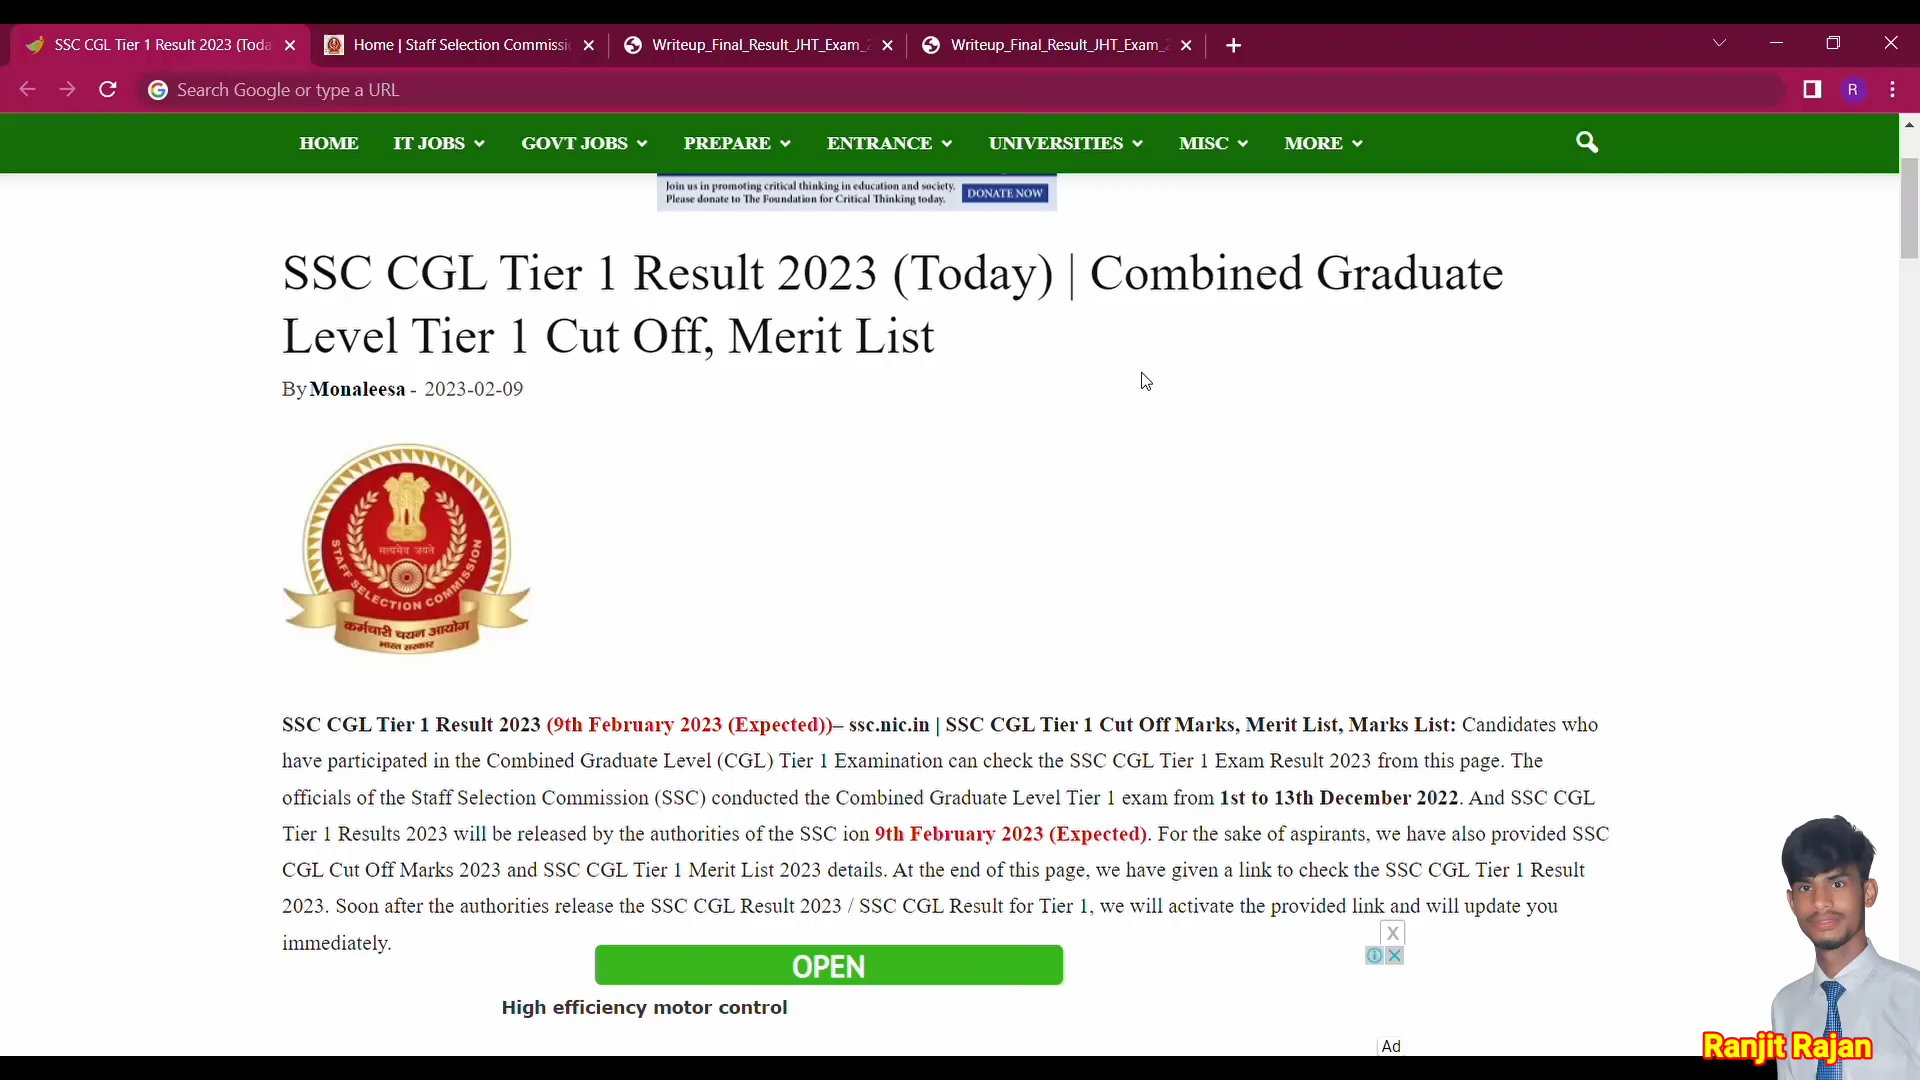 SSC CGL Tier 1 Result 2023 (Toda
Home | Staff Selection Commissi
Writeup_Final_Result_JHT_Exam_2
Writeup_Final_Result_JHT_Exam_2
Search Google or type a URL
R
HOME IT JOBS GOVT JOBS PREPARE ENTRANCE UNIVERSITIES MISC MORE
Join us in promoting critical thinking in education and society.
Please donate to The Foundation for Critical Thinking today.
DONATE NOW
SSC CGL Tier 1 Result 2023 (Today) | Combined Graduate
Level Tier 1 Cut Off, Merit List
By Monaleesa - 2023-02-09
सत्यमेव जयते
STAFF SELECTION COMMISSION
कर्मचारी चयन आयोग
भारत सरकार
SSC CGL Tier 1 Result 2023 (9th February 2023 (Expected))– ssc.nic.in | SSC CGL Tier 1 Cut Off Marks, Merit List, Marks List: Candidates who
have participated in the Combined Graduate Level (CGL) Tier 1 Examination can check the SSC CGL Tier 1 Exam Result 2023 from this page. The
officials of the Staff Selection Commission (SSC) conducted the Combined Graduate Level Tier 1 exam from 1st to 13th December 2022. And SSC CGL
Tier 1 Results 2023 will be released by the authorities of the SSC ion 9th February 2023 (Expected). For the sake of aspirants, we have also provided SSC
CGL Cut Off Marks 2023 and SSC CGL Tier 1 Merit List 2023 details. At the end of this page, we have given a link to check the SSC CGL Tier 1 Result
2023. Soon after the authorities release the SSC CGL Result 2023 / SSC CGL Result for Tier 1, we will activate the provided link and will update you
immediately.
X
OPEN
High efficiency motor control
Ad
Ranjit Rajan